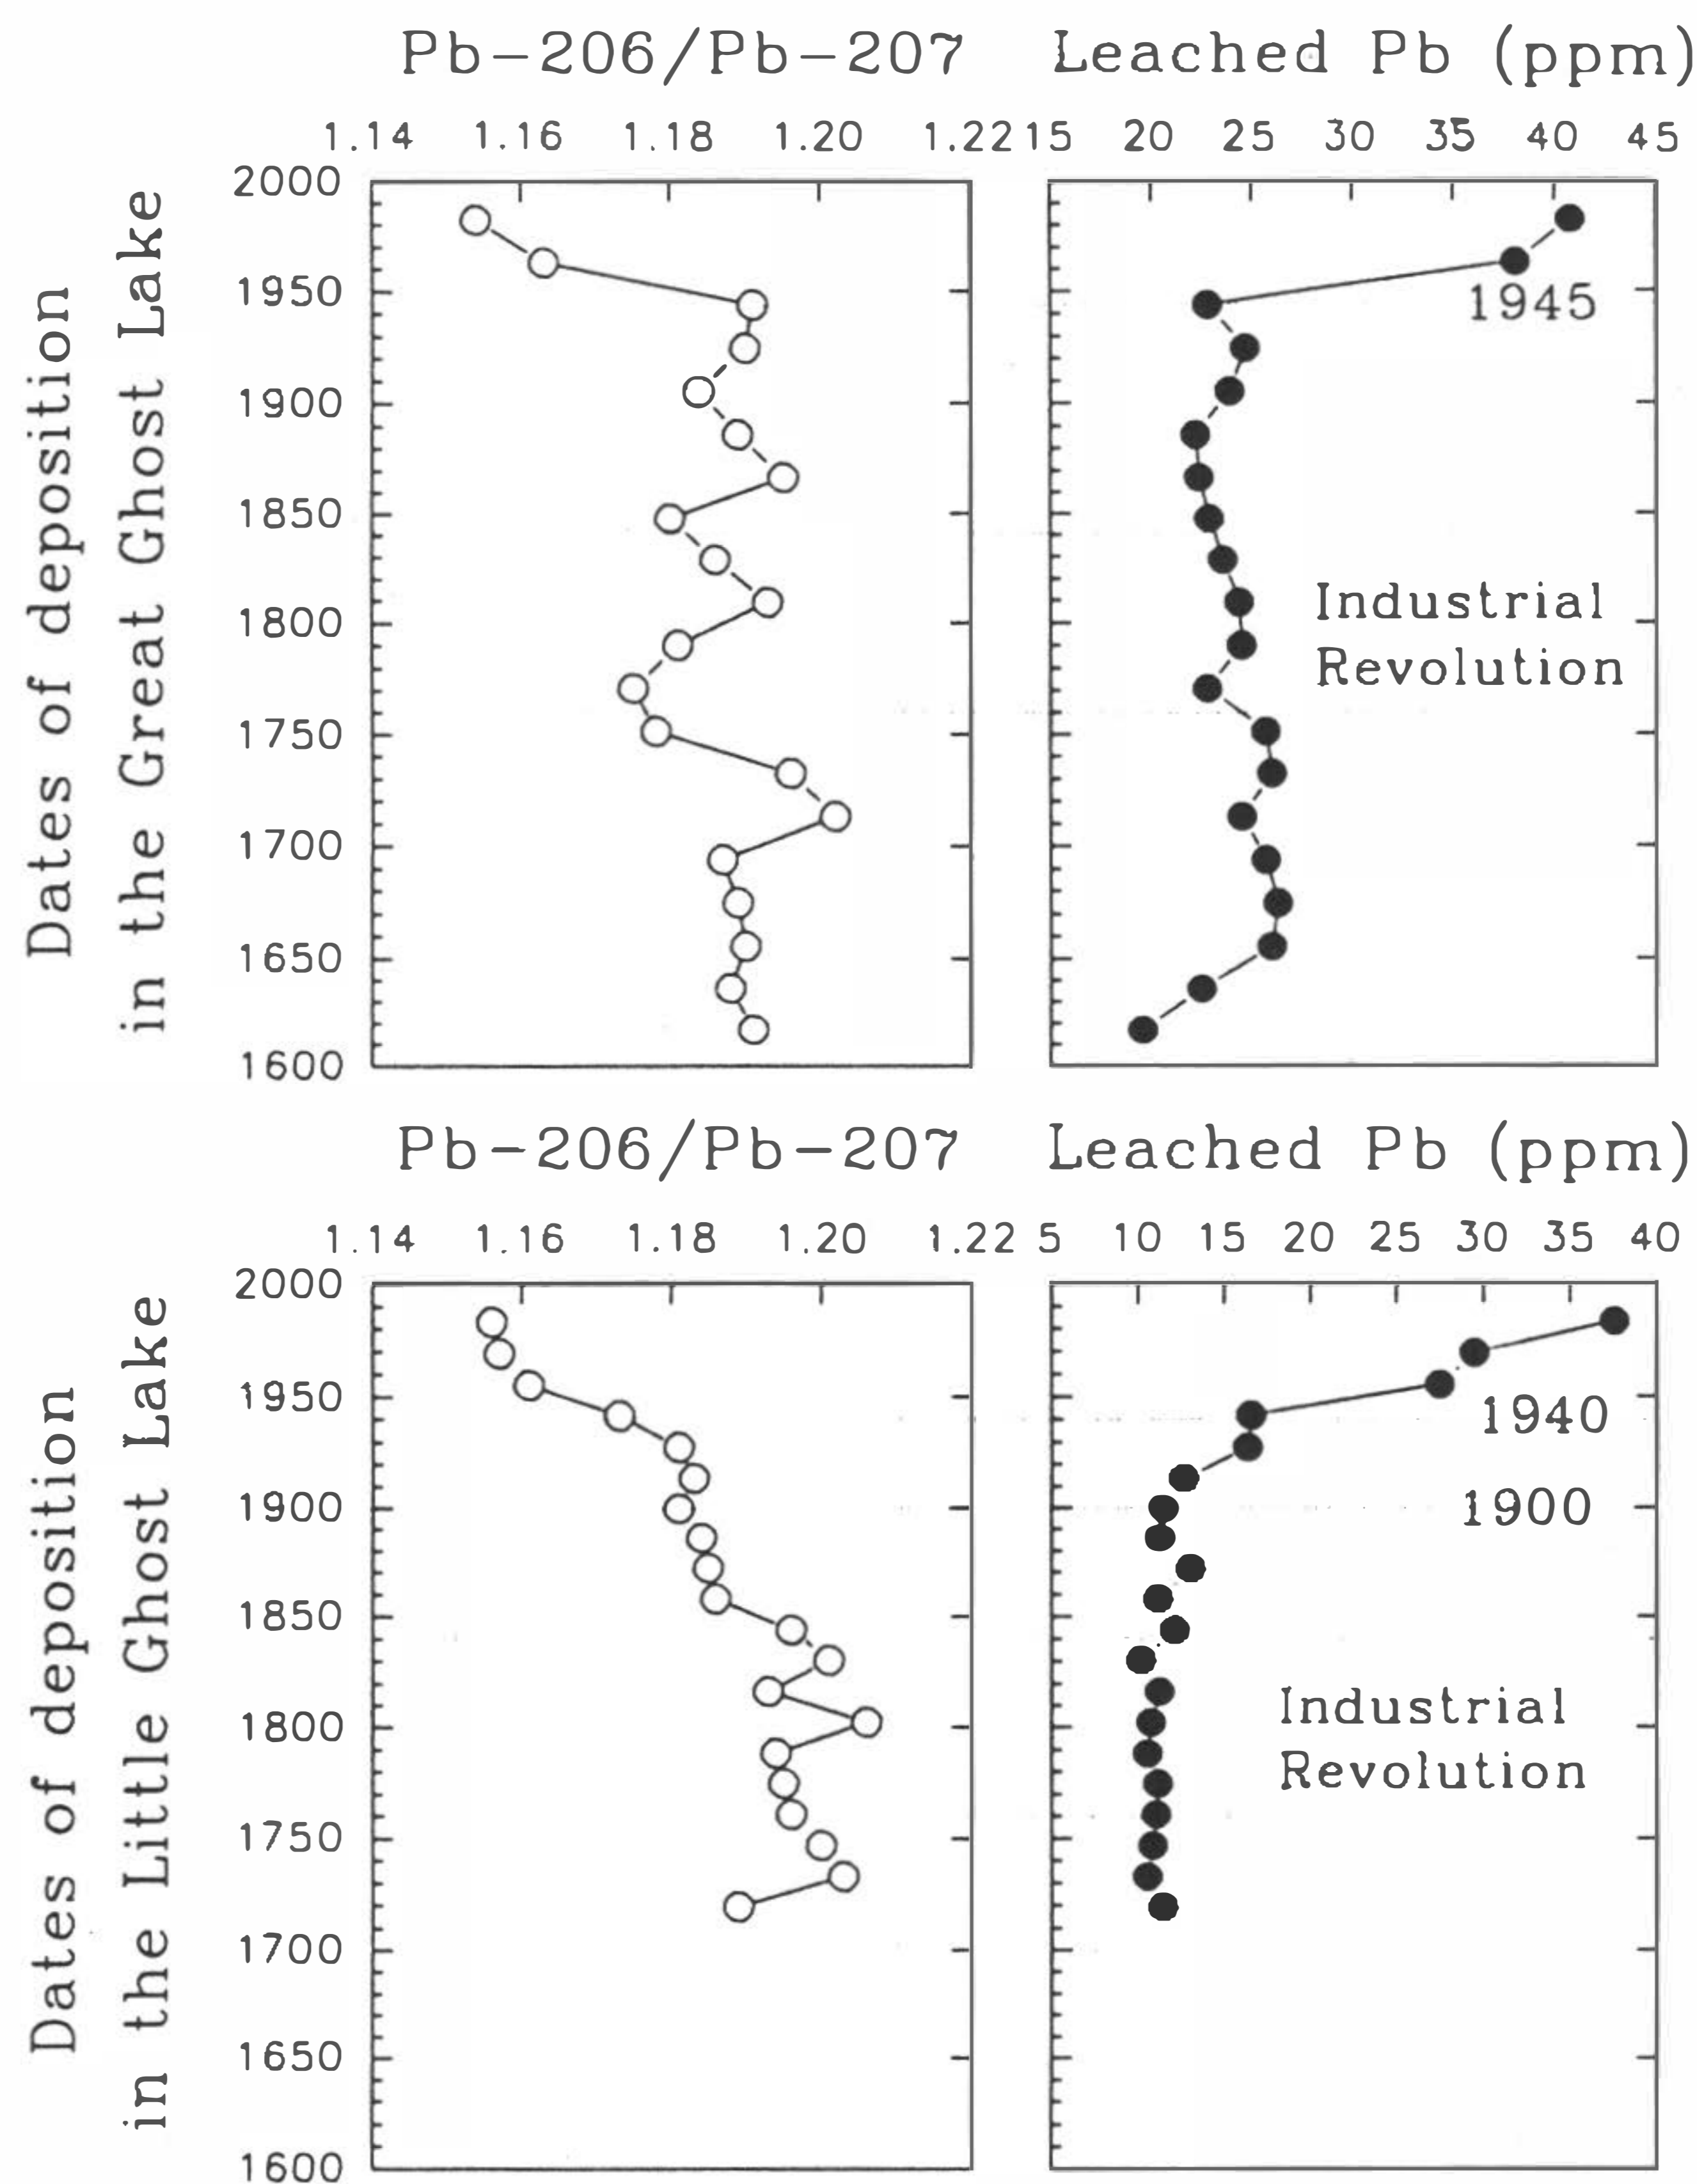 Pb-206/Pb-207 Leached Pb (ppm)
1.14 1.16 1.18 1.20 1.22 15 20 25 30 35 40 45
Dates of deposition
in the Great Ghost Lake
2000
1950
1900
1850
1800
1750
1700
1650
1600
1945
Industrial
Revolution
Pb-206/Pb-207 Leached Pb (ppm)
1.14 1.16 1.18 1.20 1.22 5 10 15 20 25 30 35 40
Dates of deposition
in the Little Ghost Lake
2000
1950
1900
1850
1800
1750
1700
1650
1600
1940
1900
Industrial
Revolution